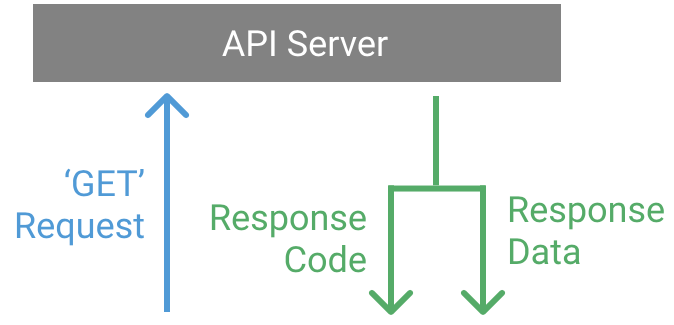 API Server
‘GET’
Request
Response
Code
Response
Data